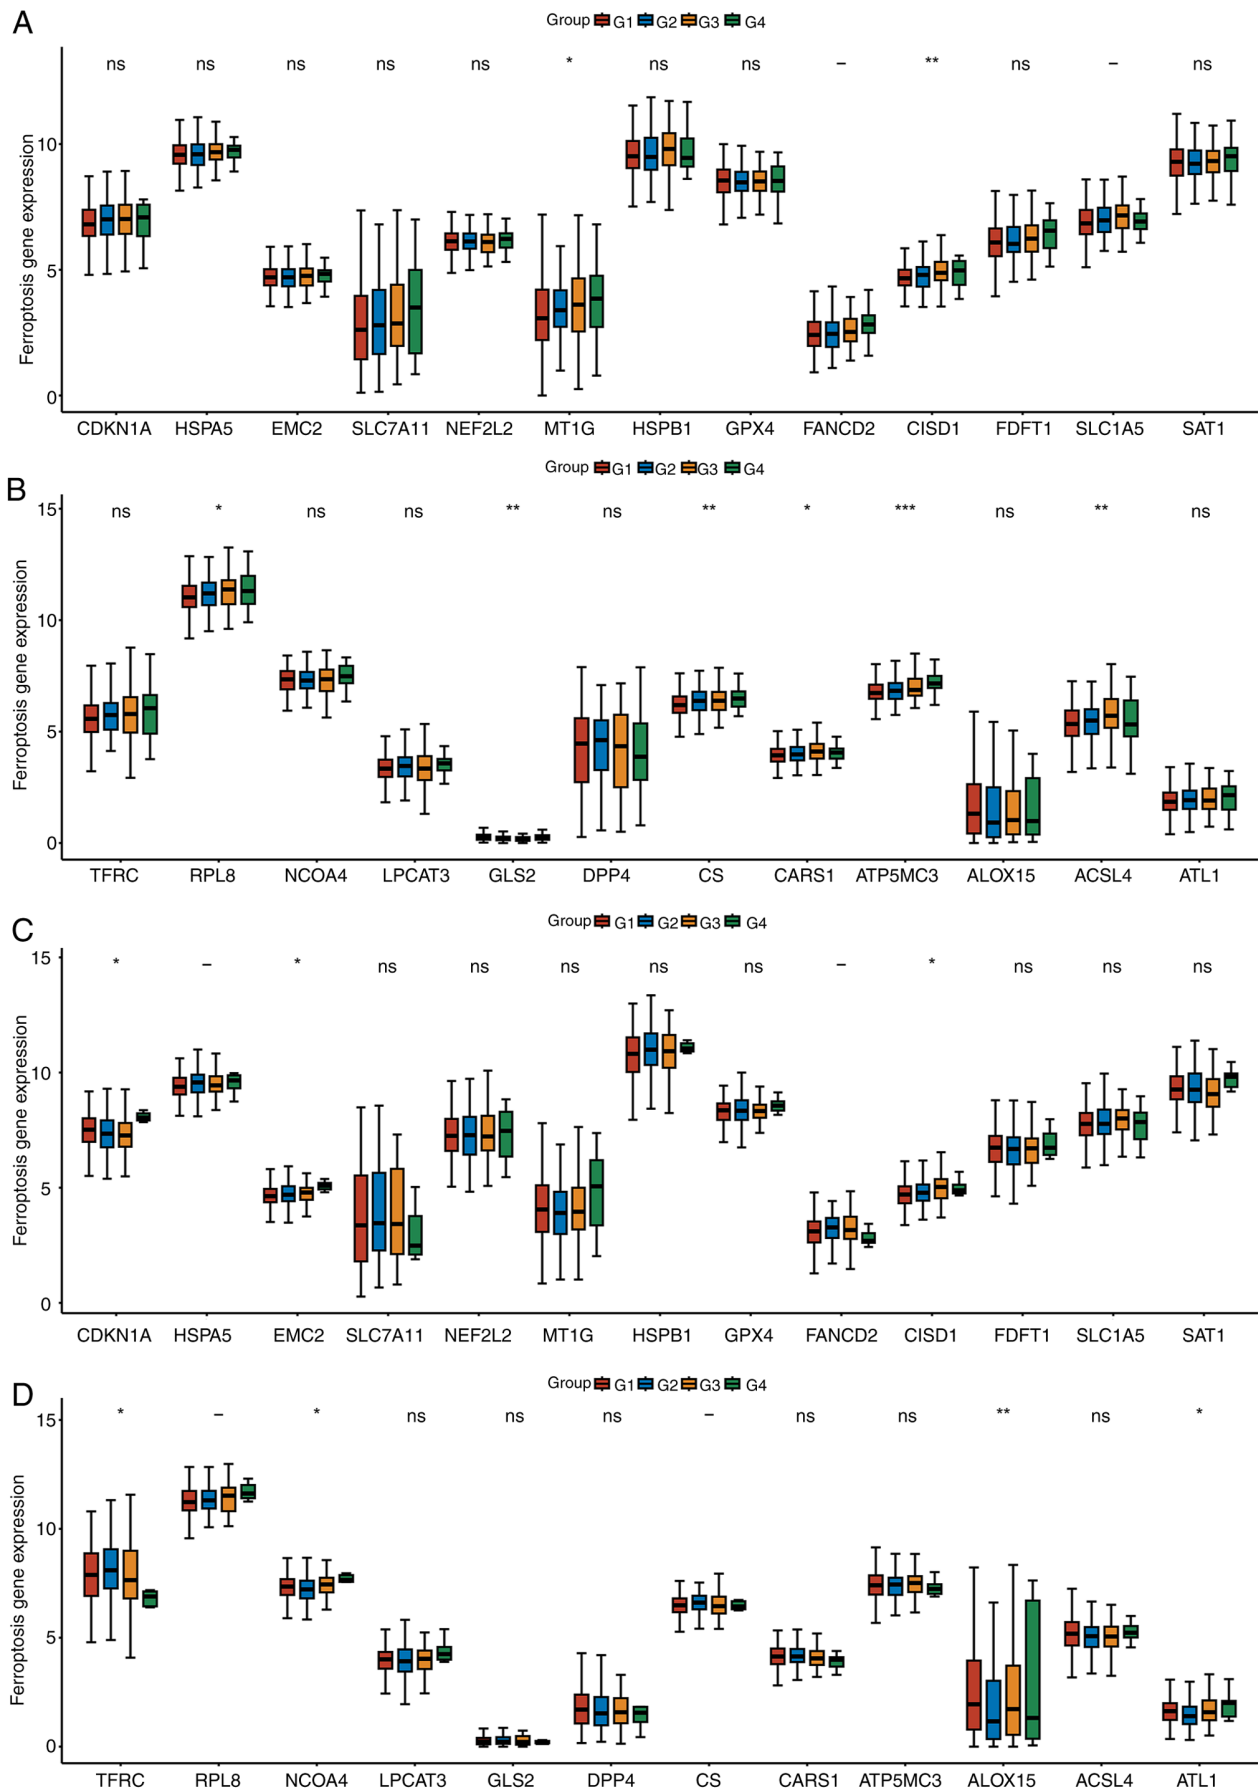 A
Group G1 G2 G3 G4
ns ns ns ns ns * ns ns – ** ns – ns
Ferroptosis gene expression
10
5
0
CDKN1A HSPA5 EMC2 SLC7A11 NEF2L2 MT1G HSPB1 GPX4 FANCD2 CISD1 FDFT1 SLC1A5 SAT1
B
Group G1 G2 G3 G4
ns * ns ns ** ns ** * *** ns ** ns
Ferroptosis gene expression
15
10
5
0
TFRC RPL8 NCOA4 LPCAT3 GLS2 DPP4 CS CARS1 ATP5MC3 ALOX15 ACSL4 ATL1
C
Group G1 G2 G3 G4
* – * ns ns ns ns ns – * ns ns ns
Ferroptosis gene expression
15
10
5
0
CDKN1A HSPA5 EMC2 SLC7A11 NEF2L2 MT1G HSPB1 GPX4 FANCD2 CISD1 FDFT1 SLC1A5 SAT1
D
Group G1 G2 G3 G4
* – * ns ns ns – ns ns ** ns *
Ferroptosis gene expression
15
10
5
0
TFRC RPL8 NCOA4 LPCAT3 GLS2 DPP4 CS CARS1 ATP5MC3 ALOX15 ACSL4 ATL1